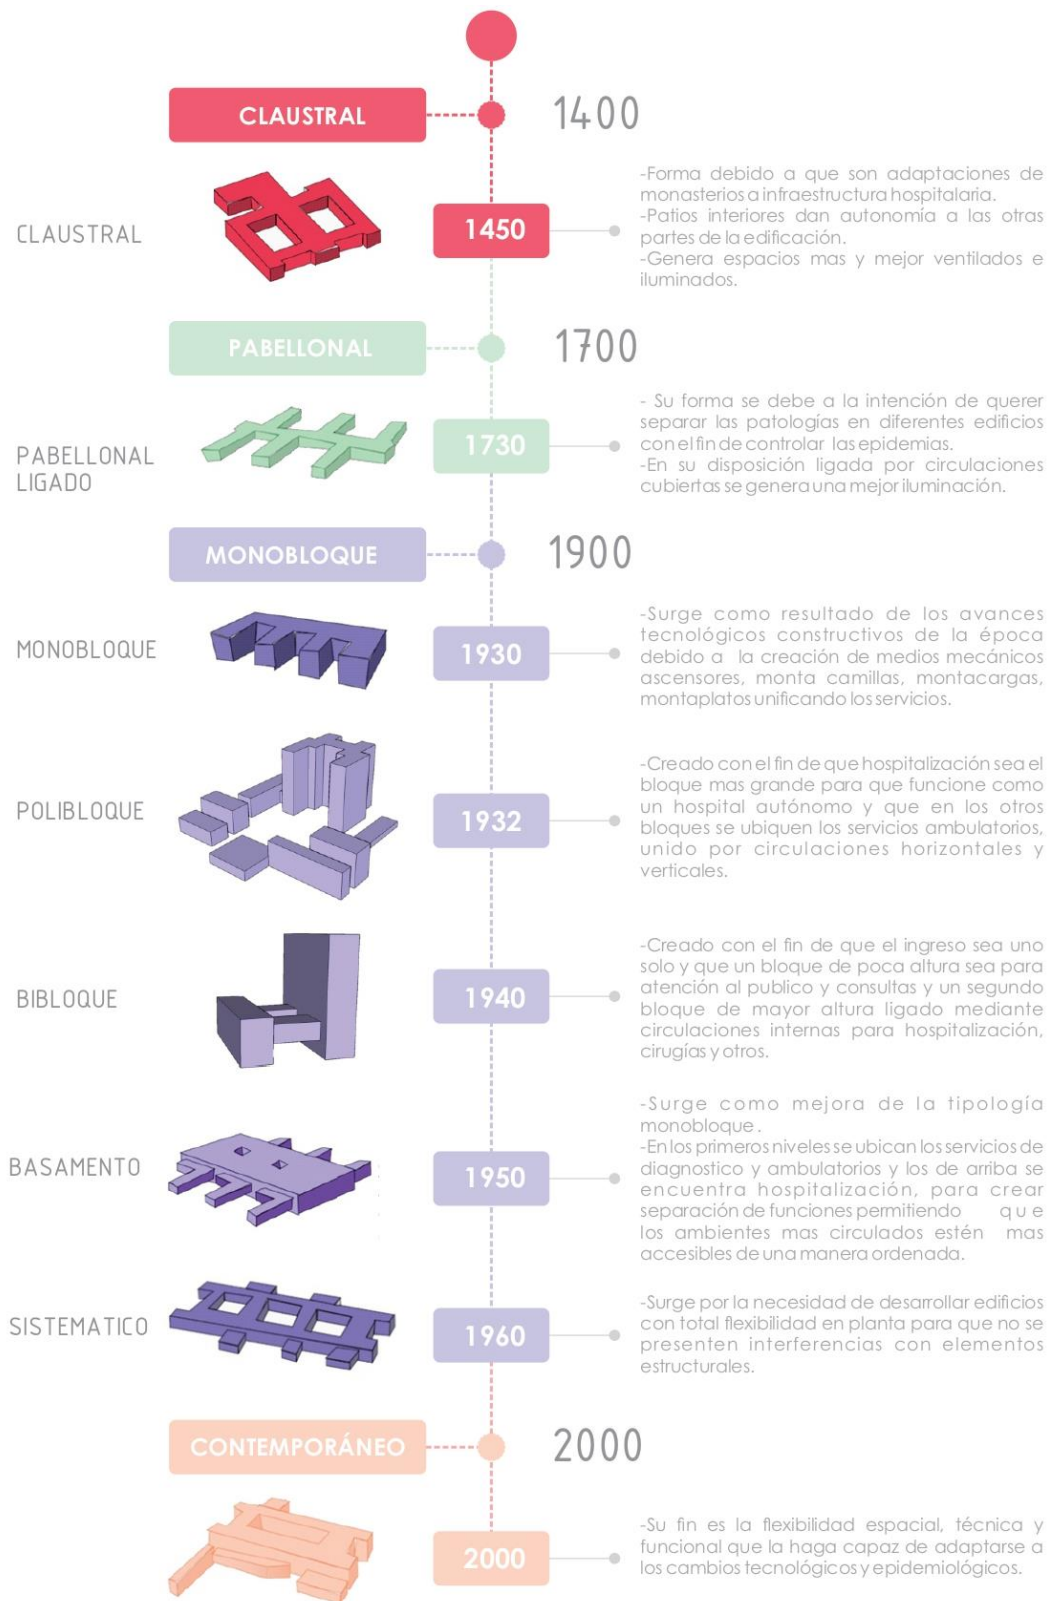 CLAUSTRAL
1400
CLAUSTRAL
1450
-Forma debido a que son adaptaciones de
monasterios a infraestructura hospitalaria.
-Patios interiores dan autonomía a las otras
partes de la edificación.
-Genera espacios mas y mejor ventilados e
iluminados.
PABELLONAL
1700
PABELLONAL
LIGADO
1730
- Su forma se debe a la intención de querer
separar las patologías en diferentes edificios
con el fin de controlar las epidemias.
-En su disposición ligada por circulaciones
cubiertas se genera una mejor iluminación.
MONOBLOQUE
1900
MONOBLOQUE
1930
-Surge como resultado de los avances
tecnológicos constructivos de la época
debido a la creación de medios mecánicos
ascensores, monta camillas, montacargas,
montaplatos unificando los servicios.
POLIBLOQUE
1932
-Creado con el fin de que hospitalización sea el
bloque mas grande para que funcione como
un hospital autónomo y que en los otros
bloques se ubiquen los servicios ambulatorios,
unido por circulaciones horizontales y
verticales.
BIBLOQUE
1940
-Creado con el fin de que el ingreso sea uno
solo y que un bloque de poca altura sea para
atención al publico y consultas y un segundo
bloque de mayor altura ligado mediante
circulaciones internas para hospitalización,
cirugías y otros.
BASAMENTO
1950
-Surge como mejora de la tipología
monobloque.
-En los primeros niveles se ubican los servicios de
diagnostico y ambulatorios y los de arriba se
encuentra hospitalización, para crear
separación de funciones permitiendo que
los ambientes mas circulados estén mas
accesibles de una manera ordenada.
SISTEMATICO
1960
-Surge por la necesidad de desarrollar edificios
con total flexibilidad en planta para que no se
presenten interferencias con elementos
estructurales.
CONTEMPORÁNEO
2000
2000
-Su fin es la flexibilidad espacial, técnica y
funcional que la haga capaz de adaptarse a
los cambios tecnológicos y epidemiológicos.